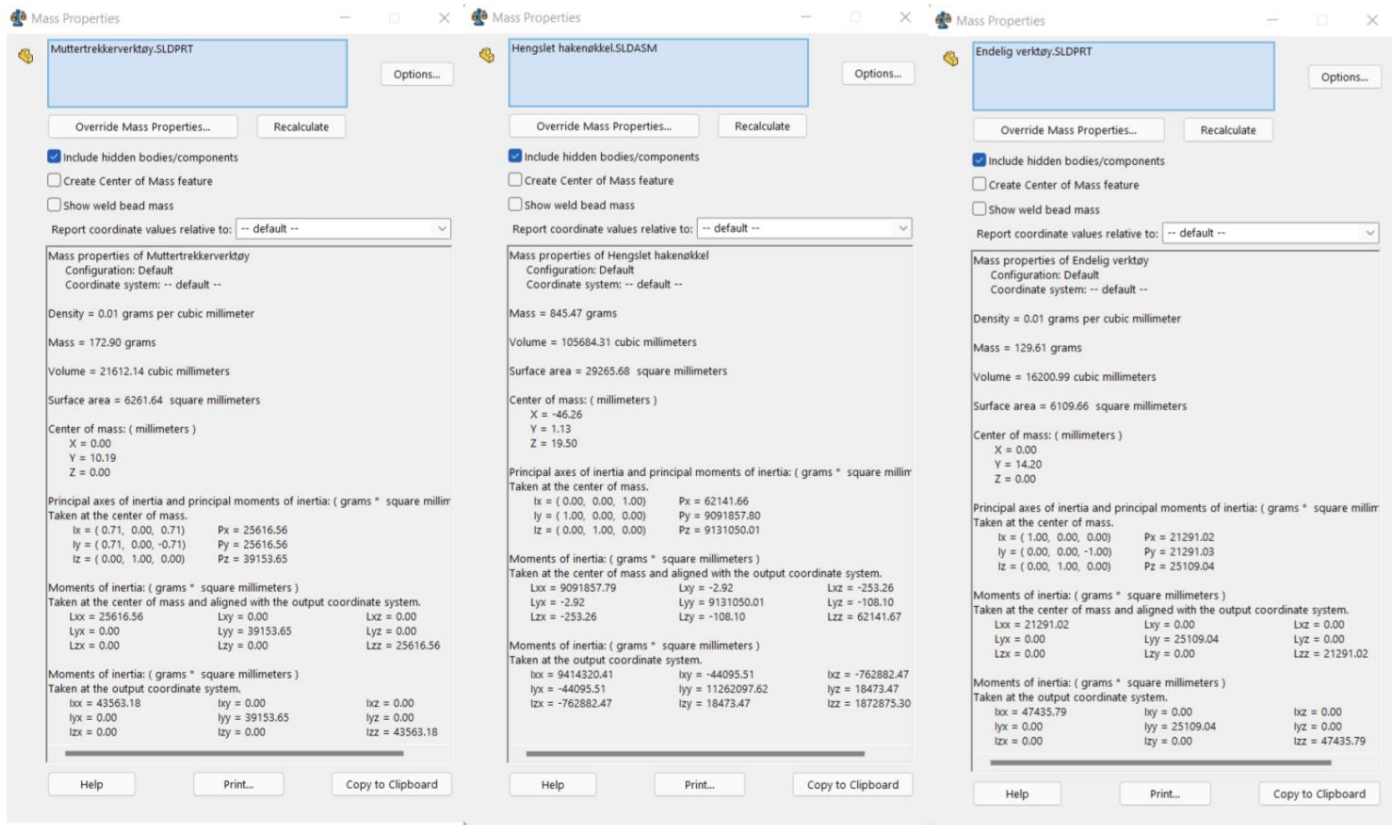 Mass Properties
Muttertrekkerverktøy.SLDPRT
Options...
Override Mass Properties...
Recalculate
Include hidden bodies/components
Create Center of Mass feature
Show weld bead mass
Report coordinate values relative to: -- default --
Mass properties of Muttertrekkerverktøy
Configuration: Default
Coordinate system: -- default --
Density = 0.01 grams per cubic millimeter
Mass = 172.90 grams
Volume = 21612.14 cubic millimeters
Surface area = 6261.64 square millimeters
Center of mass: ( millimeters )
X = 0.00
Y = 10.19
Z = 0.00
Principal axes of inertia and principal moments of inertia: ( grams * square millim
Taken at the center of mass.
Ix = ( 0.71, 0.00, 0.71) Px = 25616.56
Iy = ( 0.71, 0.00, -0.71) Py = 25616.56
Iz = ( 0.00, 1.00, 0.00) Pz = 39153.65
Moments of inertia: ( grams * square millimeters )
Taken at the center of mass and aligned with the output coordinate system.
Lxx = 25616.56 Lxy = 0.00 Lxz = 0.00
Lyx = 0.00 Lyy = 39153.65 Lyz = 0.00
Lzx = 0.00 Lzy = 0.00 Lzz = 25616.56
Moments of inertia: ( grams * square millimeters )
Taken at the output coordinate system.
Ixx = 43563.18 Ixy = 0.00 Ixz = 0.00
Iyx = 0.00 Iyy = 39153.65 Iyz = 0.00
Izx = 0.00 Izy = 0.00 Izz = 43563.18
Help Print... Copy to Clipboard
Mass Properties
Hengslet hakenøkkel.SLDASM
Options...
Override Mass Properties...
Recalculate
Include hidden bodies/components
Create Center of Mass feature
Show weld bead mass
Report coordinate values relative to: -- default --
Mass properties of Hengslet hakenøkkel
Configuration: Default
Coordinate system: -- default --
Mass = 845.47 grams
Volume = 105684.31 cubic millimeters
Surface area = 29265.68 square millimeters
Center of mass: ( millimeters )
X = -46.26
Y = 1.13
Z = 19.50
Principal axes of inertia and principal moments of inertia: ( grams * square millim
Taken at the center of mass.
Ix = ( 0.00, 0.00, 1.00) Px = 62141.66
Iy = ( 1.00, 0.00, 0.00) Py = 9091857.80
Iz = ( 0.00, 1.00, 0.00) Pz = 9131050.01
Moments of inertia: ( grams * square millimeters )
Taken at the center of mass and aligned with the output coordinate system.
Lxx = 9091857.79 Lxy = -2.92 Lxz = -253.26
Lyx = -2.92 Lyy = 9131050.01 Lyz = -108.10
Lzx = -253.26 Lzy = -108.10 Lzz = 62141.67
Moments of inertia: ( grams * square millimeters )
Taken at the output coordinate system.
Ixx = 9414320.41 Ixy = -44095.51 Ixz = -762882.47
Iyx = -44095.51 Iyy = 11262097.62 Iyz = 18473.47
Izx = -762882.47 Izy = 18473.47 Izz = 1872875.30
Help Print... Copy to Clipboard
Mass Properties
Endelig verktøy.SLDPRT
Options...
Override Mass Properties...
Recalculate
Include hidden bodies/components
Create Center of Mass feature
Show weld bead mass
Report coordinate values relative to: -- default --
Mass properties of Endelig verktøy
Configuration: Default
Coordinate system: -- default --
Density = 0.01 grams per cubic millimeter
Mass = 129.61 grams
Volume = 16200.99 cubic millimeters
Surface area = 6109.66 square millimeters
Center of mass: ( millimeters )
X = 0.00
Y = 14.20
Z = 0.00
Principal axes of inertia and principal moments of inertia: ( grams * square millim
Taken at the center of mass.
Ix = ( 1.00, 0.00, 0.00) Px = 21291.02
Iy = ( 0.00, 0.00, -1.00) Py = 21291.03
Iz = ( 0.00, 1.00, 0.00) Pz = 25109.04
Moments of inertia: ( grams * square millimeters )
Taken at the center of mass and aligned with the output coordinate system.
Lxx = 21291.02 Lxy = 0.00 Lxz = 0.00
Lyx = 0.00 Lyy = 25109.04 Lyz = 0.00
Lzx = 0.00 Lzy = 0.00 Lzz = 21291.02
Moments of inertia: ( grams * square millimeters )
Taken at the output coordinate system.
Ixx = 47435.79 Ixy = 0.00 Ixz = 0.00
Iyx = 0.00 Iyy = 25109.04 Iyz = 0.00
Izx = 0.00 Izy = 0.00 Izz = 47435.79
Help Print... Copy to Clipboard